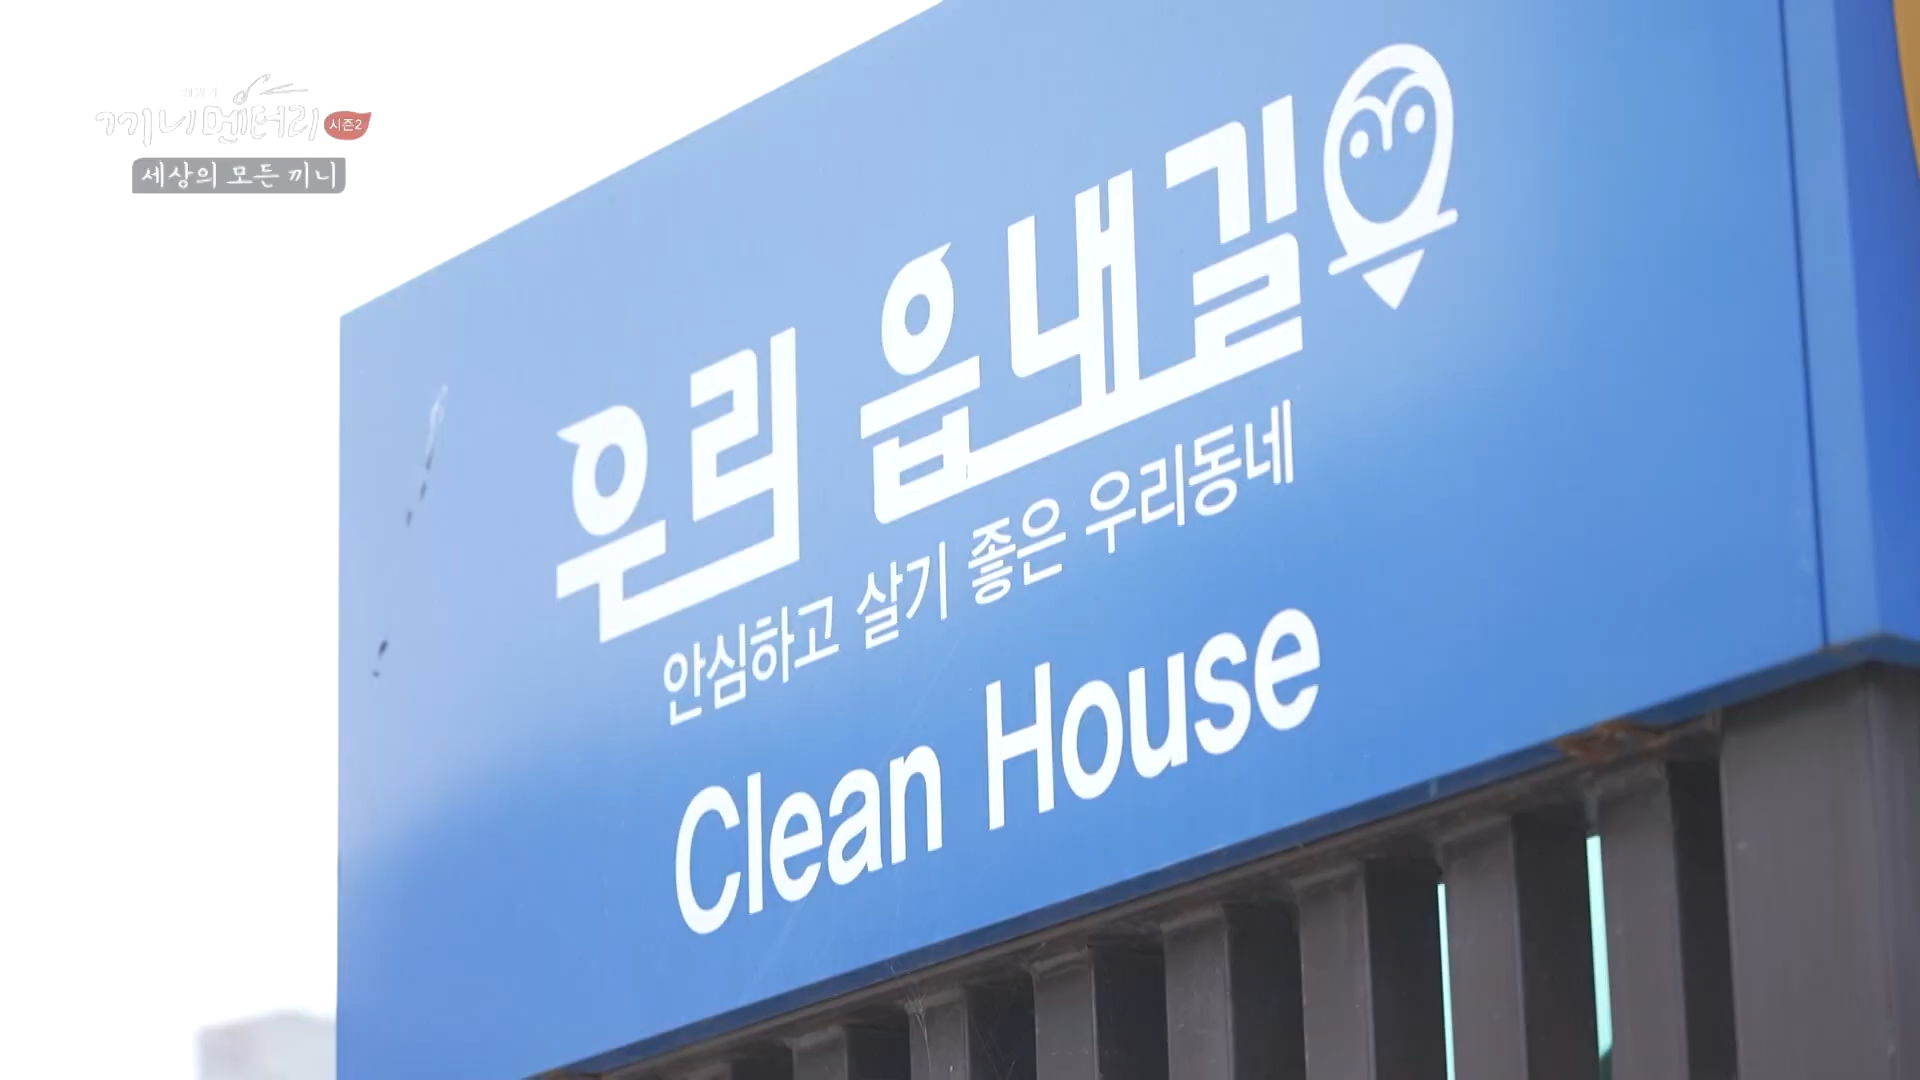 끼니멘터리 시즌2
세상의 모든 끼니
우리 읍내길
안심하고 살기 좋은 우리동네
Clean House